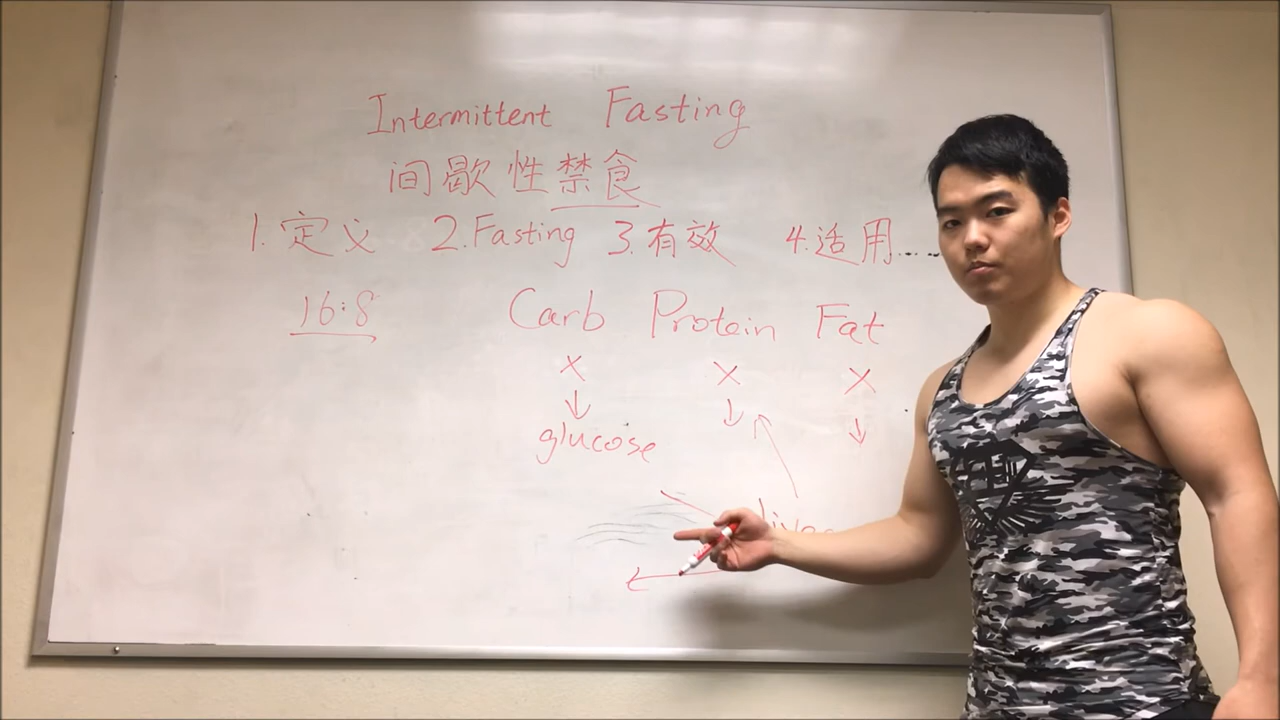 Intermittent Fasting
间歇性禁食
1.定义 2.Fasting 3.有效 4.适用......
16:8 Carb Protein Fat
× × ×
↓ ↓ ↓
glucose